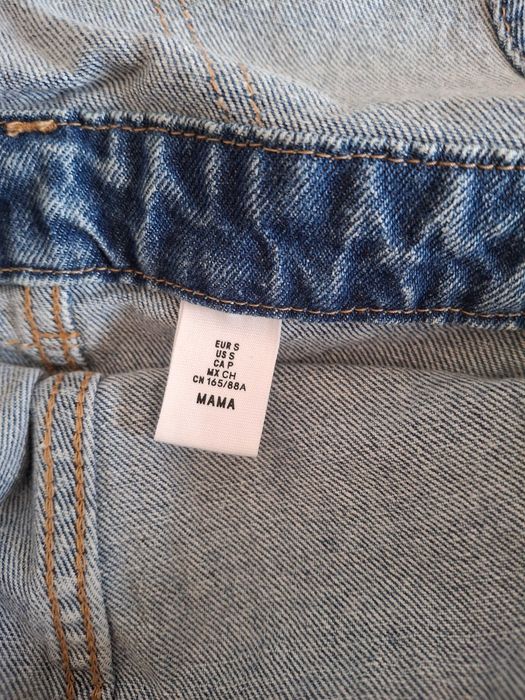 EUR S
US S
CA P
MX CH
CN 165/88A
MAMA